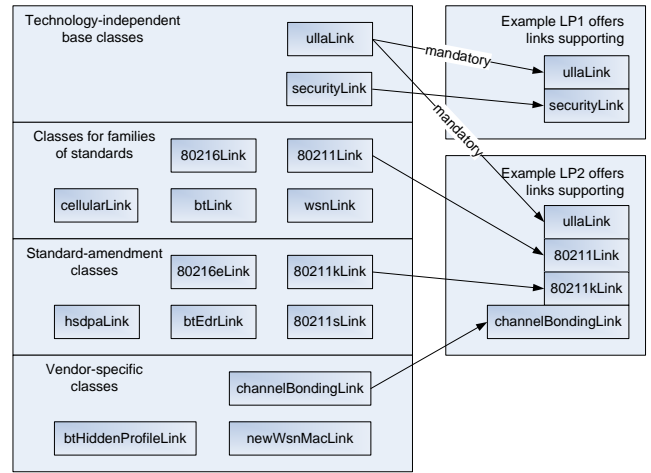 Technology-independent
base classes
ullaLink
securityLink
Classes for families
of standards
80216Link
80211Link
cellularLink
btLink
wsnLink
Standard-amendment
classes
80216eLink
80211kLink
hsdpaLink
btEdrLink
80211sLink
Vendor-specific
classes
channelBondingLink
btHiddenProfileLink
newWsnMacLink
mandatory
mandatory
Example LP1 offers
links supporting
ullaLink
securityLink
Example LP2 offers
links supporting
ullaLink
80211Link
80211kLink
channelBondingLink